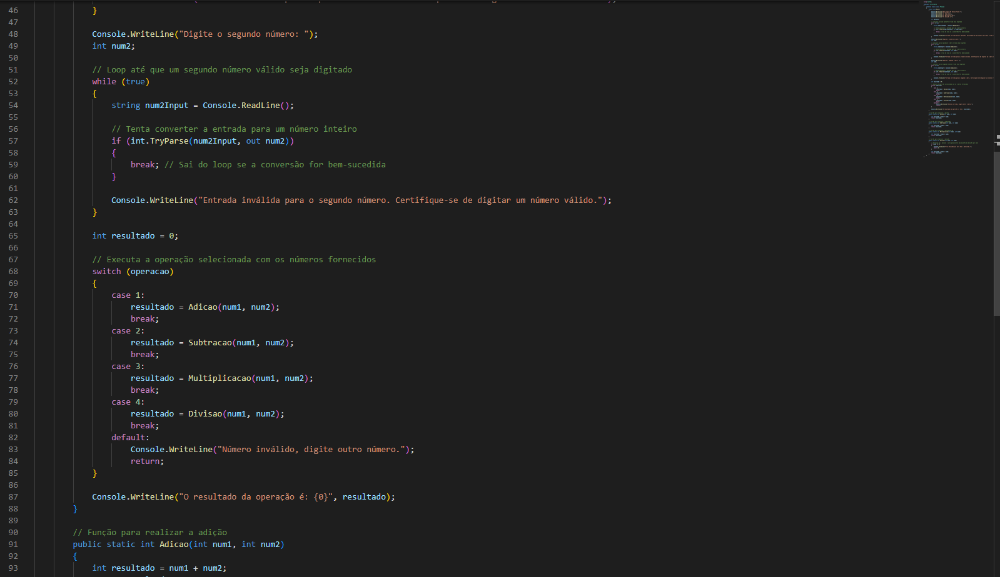 46 }
47
48 Console.WriteLine("Digite o segundo número: ");
49 int num2;
50
51 // Loop até que um segundo número válido seja digitado
52 while (true)
53 {
54 string num2Input = Console.ReadLine();
55
56 // Tenta converter a entrada para um número inteiro
57 if (int.TryParse(num2Input, out num2))
58 {
59 break; // Sai do loop se a conversão for bem-sucedida
60 }
61
62 Console.WriteLine("Entrada inválida para o segundo número. Certifique-se de digitar um número válido.");
63 }
64
65 int resultado = 0;
66
67 // Executa a operação selecionada com os números fornecidos
68 switch (operacao)
69 {
70 case 1:
71 resultado = Adicao(num1, num2);
72 break;
73 case 2:
74 resultado = Subtracao(num1, num2);
75 break;
76 case 3:
77 resultado = Multiplicacao(num1, num2);
78 break;
79 case 4:
80 resultado = Divisao(num1, num2);
81 break;
82 default:
83 Console.WriteLine("Número inválido, digite outro número.");
84 return;
85 }
86
87 Console.WriteLine("O resultado da operação é: {0}", resultado);
88 }
89
90 // Função para realizar a adição
91 public static int Adicao(int num1, int num2)
92 {
93 int resultado = num1 + num2;